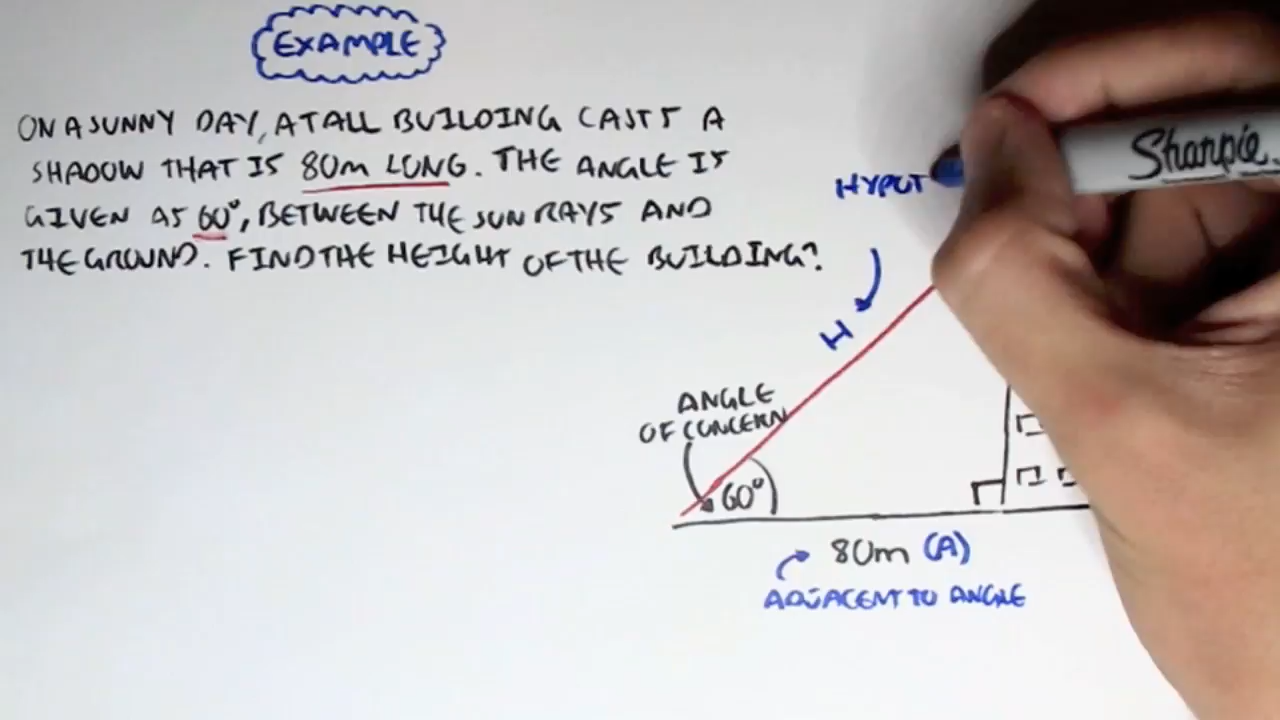 EXAMPLE
ON A SUNNY DAY, A TALL BUILDING CASTS A
SHADOW THAT IS 80m LONG. THE ANGLE IS
GIVEN AS 60°, BETWEEN THE SUN RAYS AND
THE GROUND. FIND THE HEIGHT OF THE BUILDING?
HYPOT
Sharpie
H
ANGLE
OF CONCERN
60°
80m (A)
ADJACENT TO ANGLE